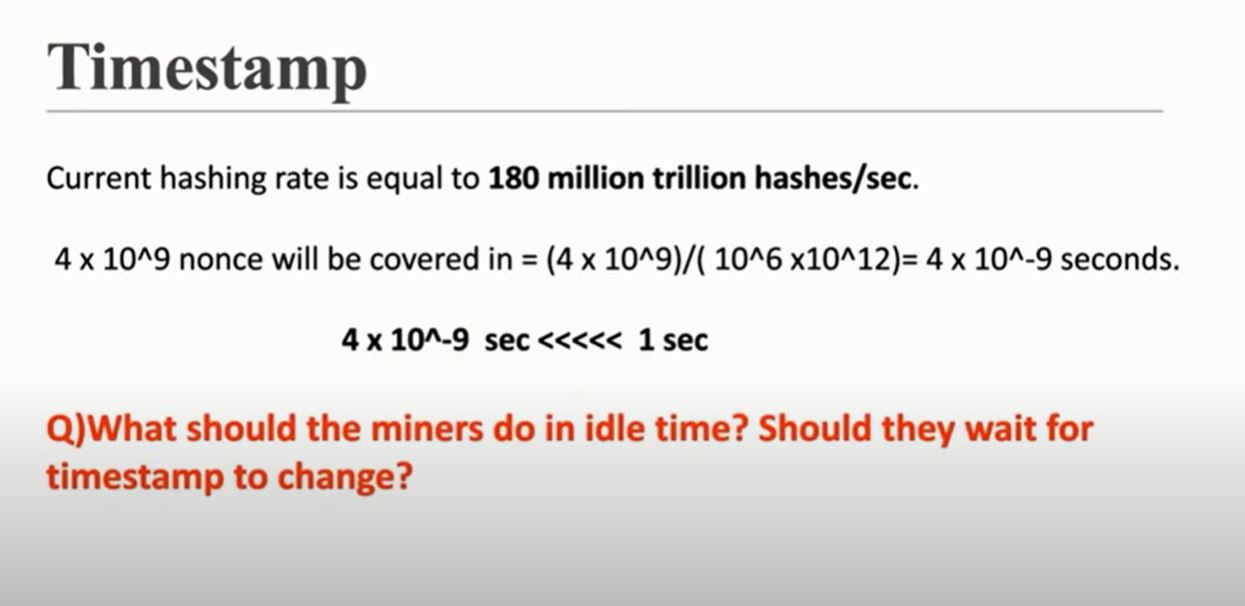 Timestamp
Current hashing rate is equal to 180 million trillion hashes/sec.
4 x 10^9 nonce will be covered in = (4 x 10^9)/( 10^6 x10^12)= 4 x 10^-9 seconds.
4 x 10^-9 sec <<<<< 1 sec
Q)What should the miners do in idle time? Should they wait for
timestamp to change?